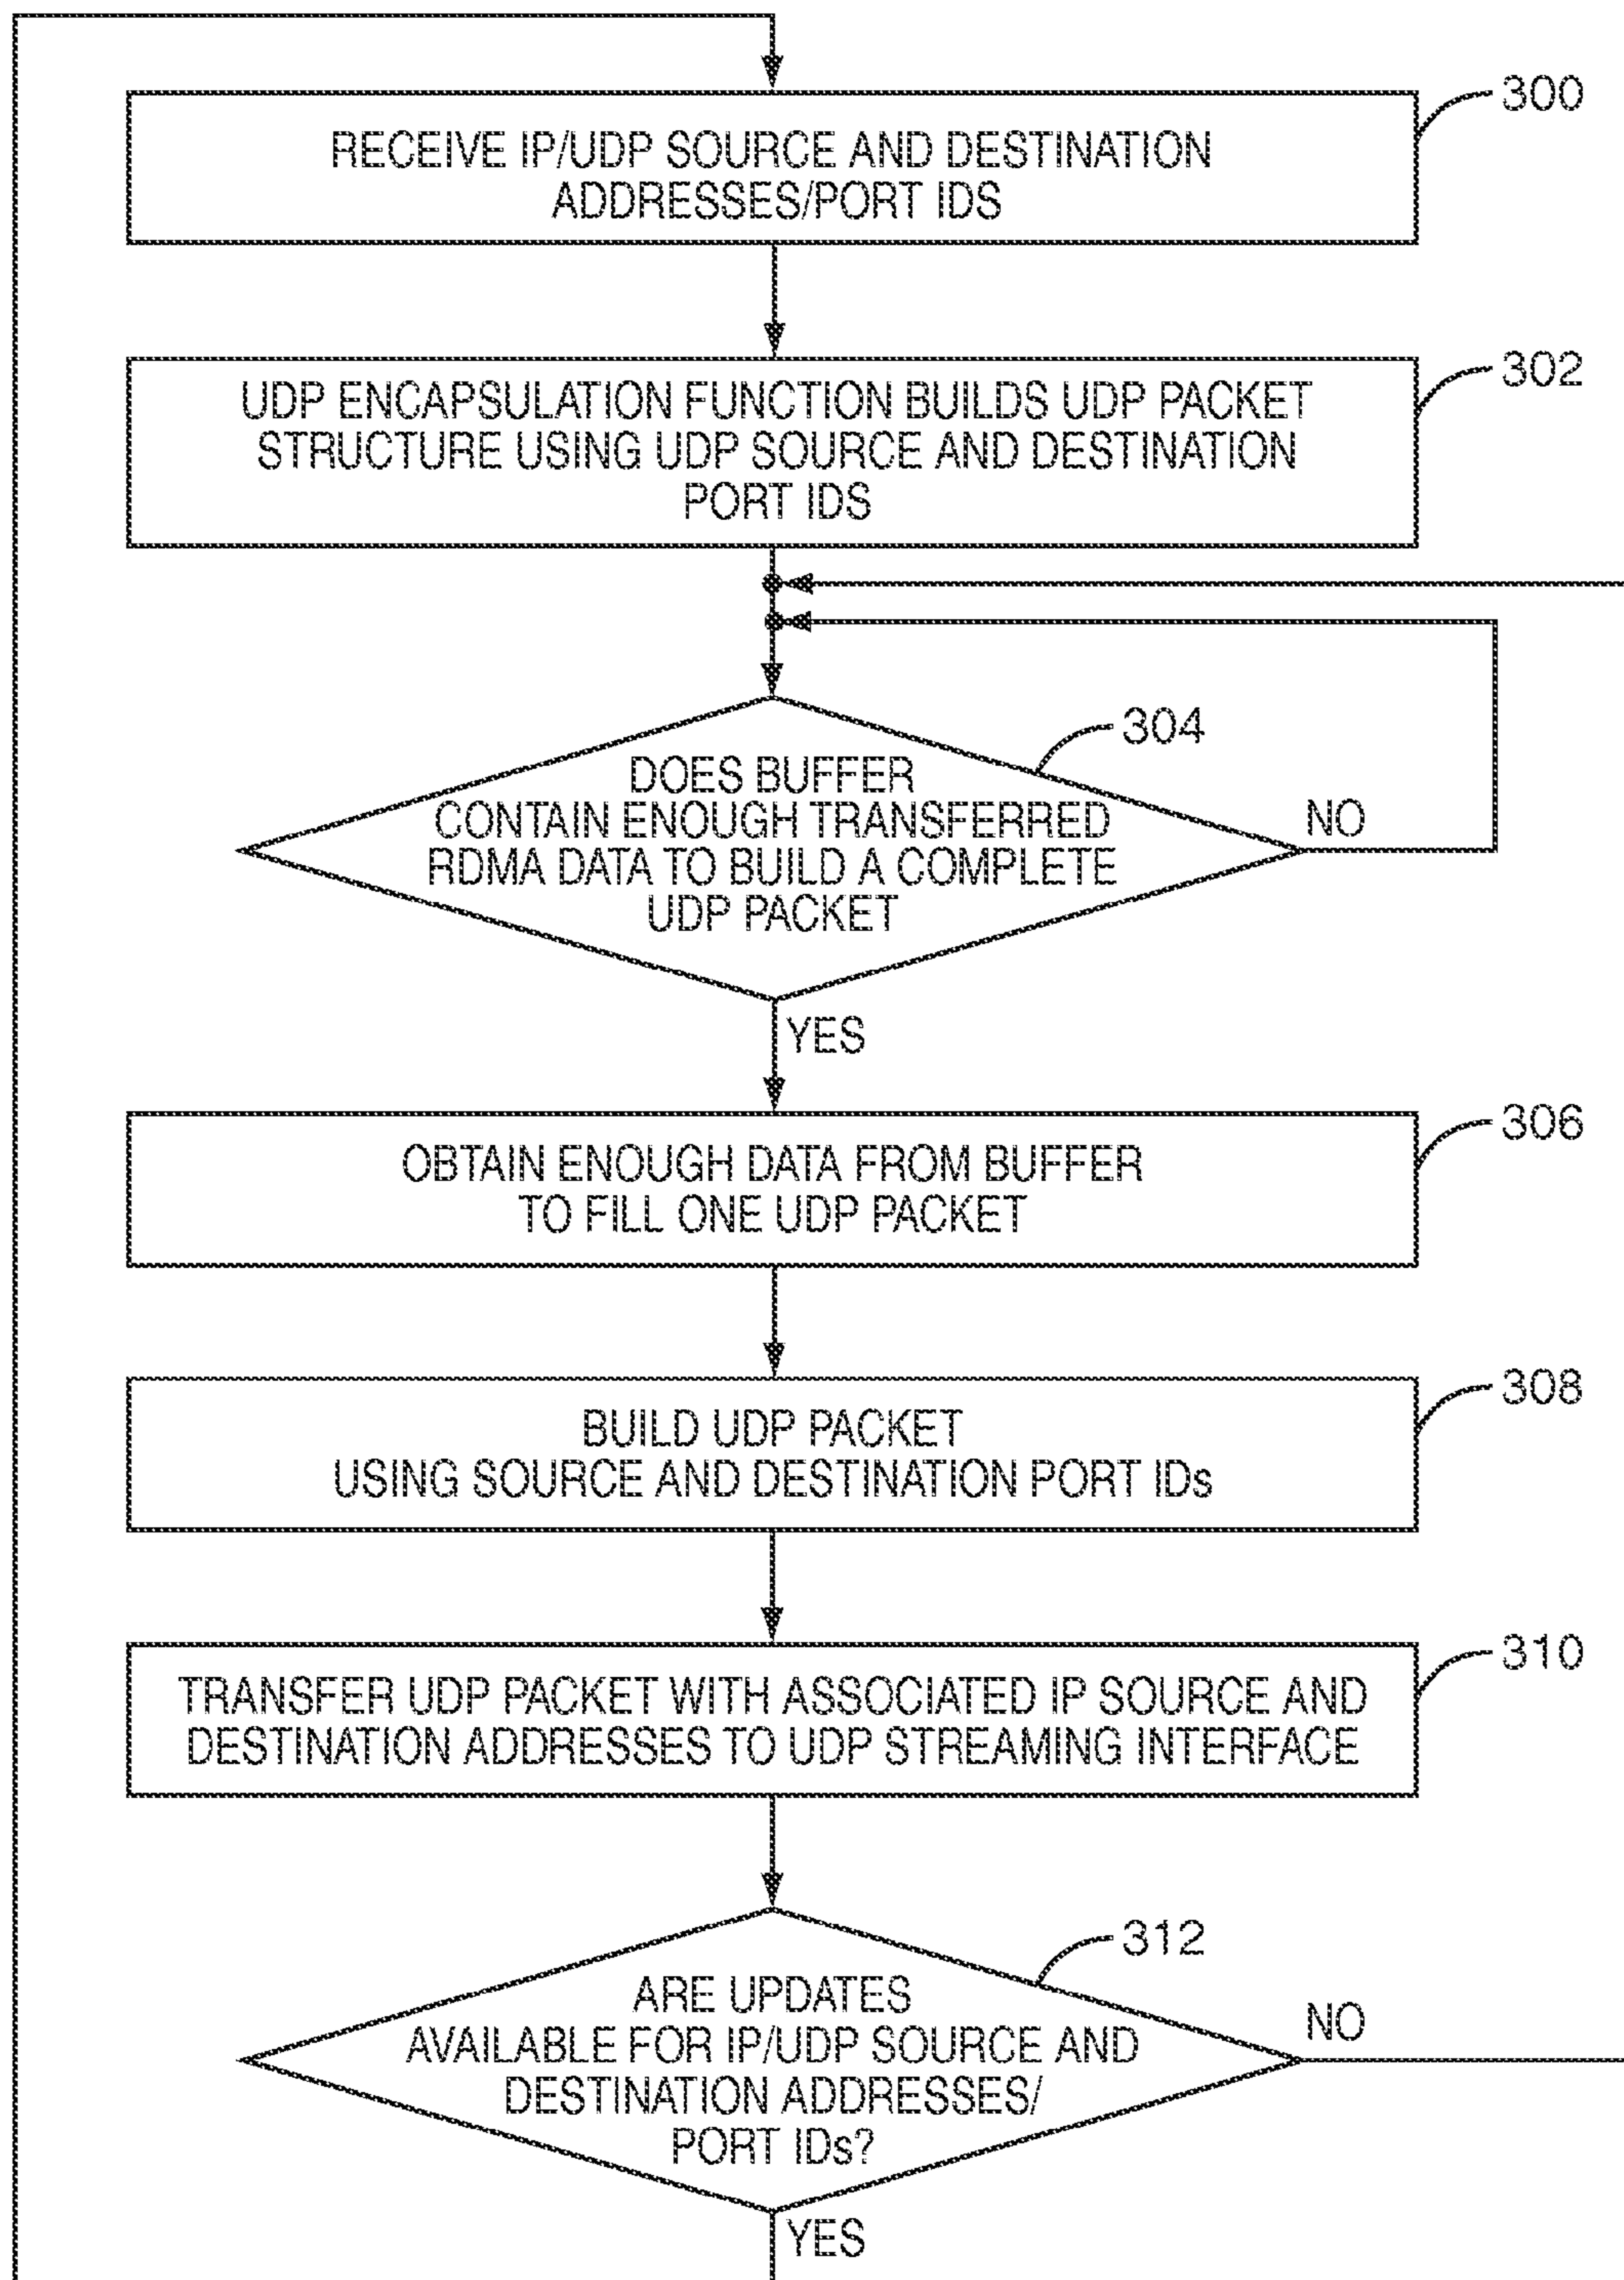 300
RECEIVE IP/UDP SOURCE AND DESTINATION
ADDRESSES/PORT IDS
302
UDP ENCAPSULATION FUNCTION BUILDS UDP PACKET
STRUCTURE USING UDP SOURCE AND DESTINATION
PORT IDS
304
DOES BUFFER
CONTAIN ENOUGH TRANSFERRED
RDMA DATA TO BUILD A COMPLETE
UDP PACKET
NO
YES
306
OBTAIN ENOUGH DATA FROM BUFFER
TO FILL ONE UDP PACKET
308
BUILD UDP PACKET
USING SOURCE AND DESTINATION PORT IDs
310
TRANSFER UDP PACKET WITH ASSOCIATED IP SOURCE AND
DESTINATION ADDRESSES TO UDP STREAMING INTERFACE
312
ARE UPDATES
AVAILABLE FOR IP/UDP SOURCE AND
DESTINATION ADDRESSES/
PORT IDs?
NO
YES